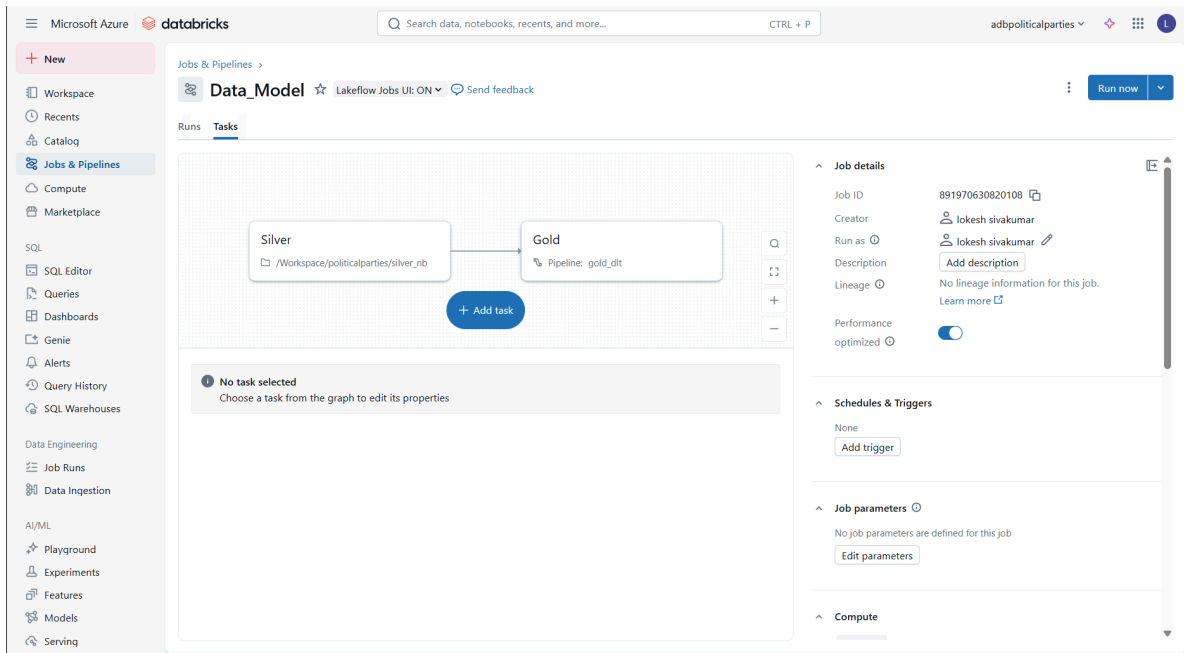 Microsoft Azure databricks
Search data, notebooks, recents, and more... CTRL + P
adbpoliticalparties
L
New
Workspace
Recents
Catalog
Jobs & Pipelines
Compute
Marketplace
SQL
SQL Editor
Queries
Dashboards
Genie
Alerts
Query History
SQL Warehouses
Data Engineering
Job Runs
Data Ingestion
AI/ML
Playground
Experiments
Features
Models
Serving
Jobs & Pipelines
Data_Model
Lakeflow Jobs UI: ON
Send feedback
Run now
Runs Tasks
Silver
/Workspace/politicalparties/silver_nb
Gold
Pipeline: gold_dlt
+ Add task
No task selected
Choose a task from the graph to edit its properties
Job details
Job ID 891970630820108
Creator lokesh sivakumar
Run as lokesh sivakumar
Description Add description
Lineage No lineage information for this job.
Learn more
Performance
optimized
Schedules & Triggers
None
Add trigger
Job parameters
No job parameters are defined for this job
Edit parameters
Compute